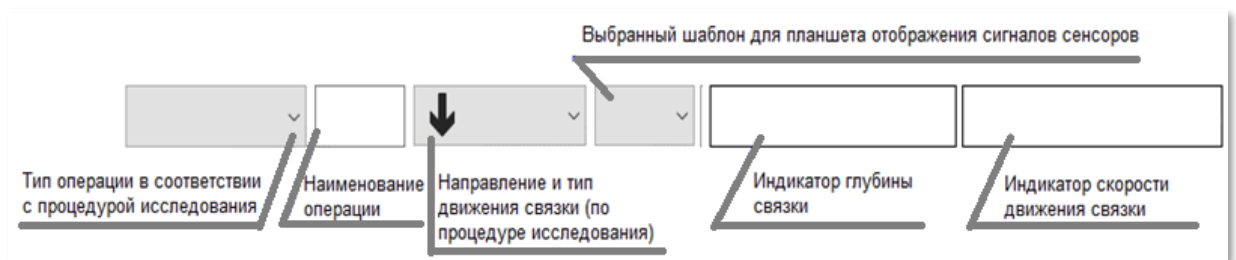 Выбранный шаблон для планшета отображения сигналов сенсоров
Тип операции в соответствии
с процедурой исследования
Наименование
операции
Направление и тип
движения связки (по
процедуре исследования)
Индикатор глубины
связки
Индикатор скорости
движения связки